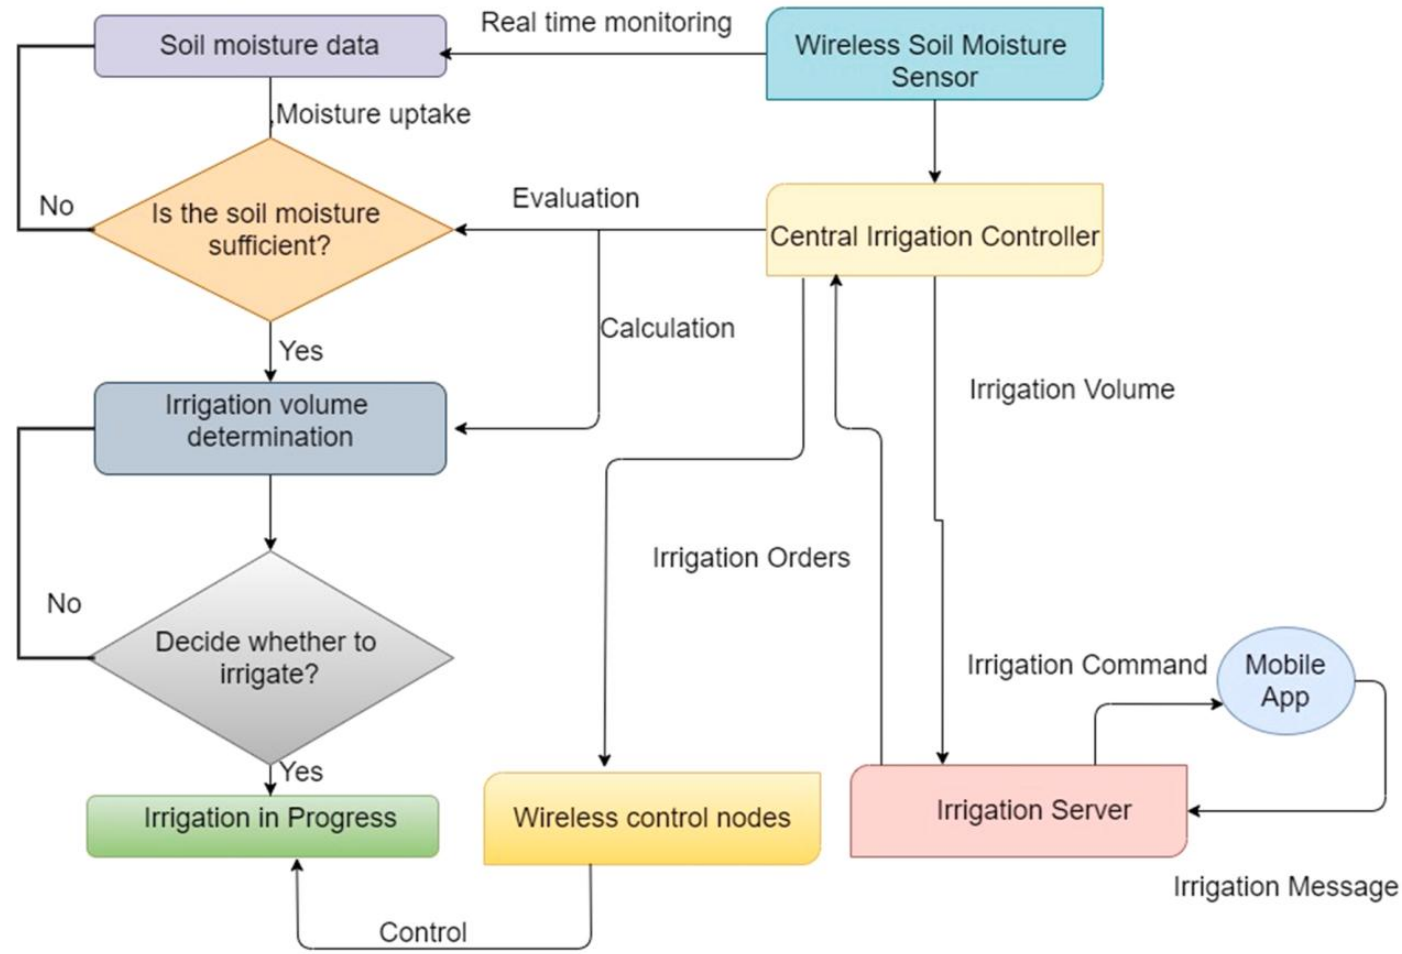 Real time monitoring
Soil moisture data
Wireless Soil Moisture
Sensor
Moisture uptake
No
Is the soil moisture
sufficient?
Evaluation
Central Irrigation Controller
Calculation
Yes
Irrigation Volume
Irrigation volume
determination
Irrigation Orders
No
Decide whether to
irrigate?
Irrigation Command
Mobile
App
Yes
Irrigation in Progress
Wireless control nodes
Irrigation Server
Irrigation Message
Control